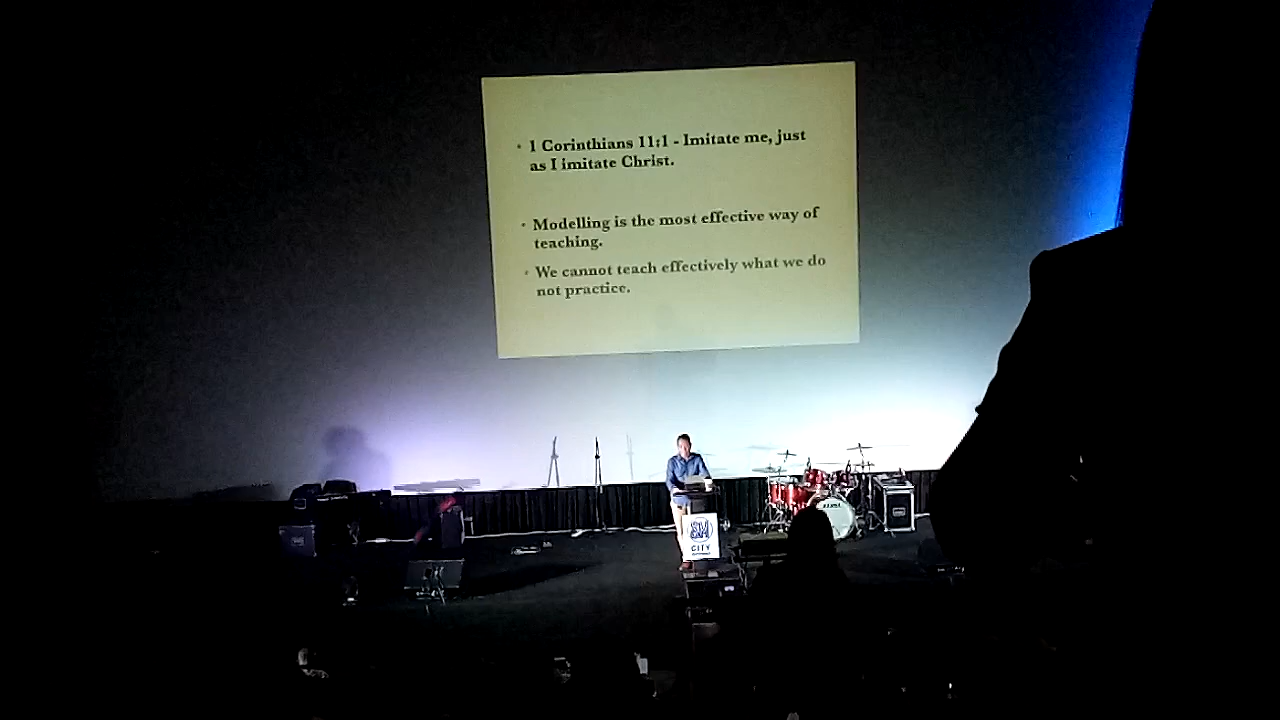 • 1 Corinthians 11:1 - Imitate me, just
as I imitate Christ.
• Modelling is the most effective way of
teaching.
• We cannot teach effectively what we do
not practice.
SM
CITY